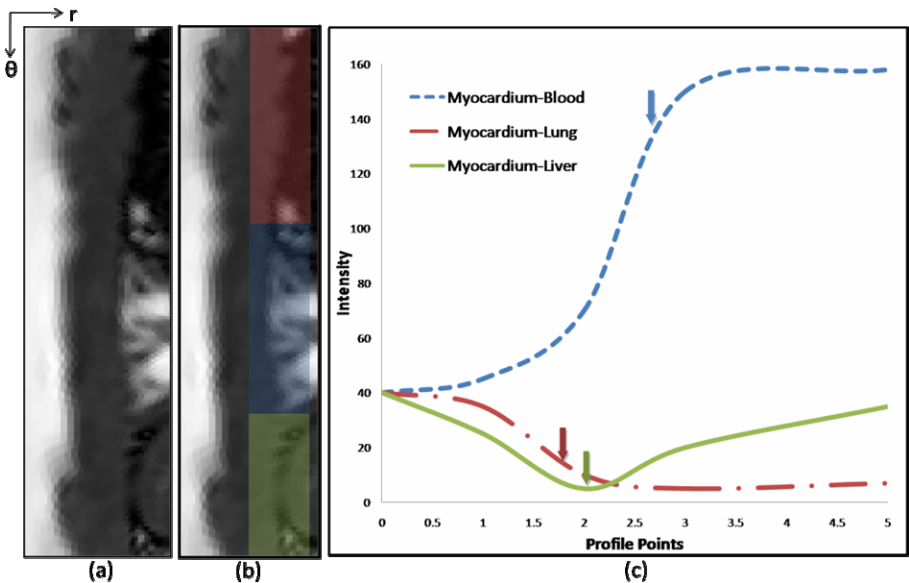 r
θ
(a)
(b)
160
140
120
100
80
60
40
20
0
Intensity
Myocardium-Blood
Myocardium-Lung
Myocardium-Liver
0 0.5 1 1.5 2 2.5 3 3.5 4 4.5 5
Profile Points
(c)